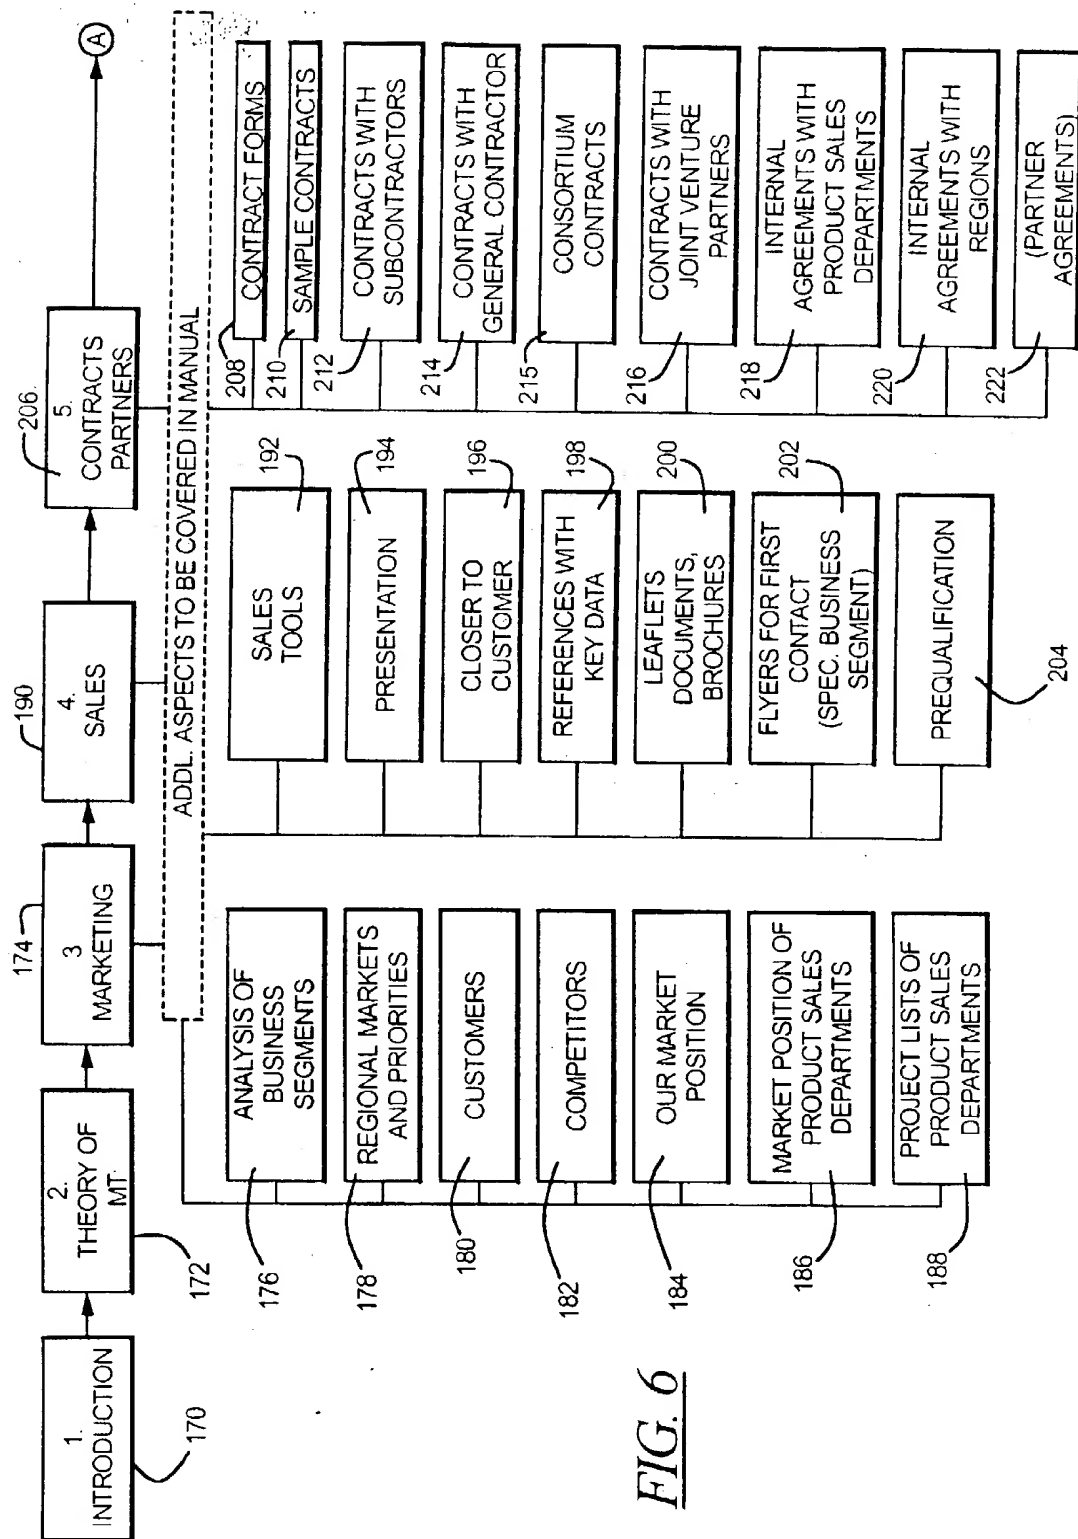 1.
INTRODUCTION
170
2.
THEORY OF
MT
172
3
MARKETING
174
4.
SALES
190
5.
CONTRACTS
PARTNERS
206
A
ADDL. ASPECTS TO BE COVERED IN MANUAL
ANALYSIS OF
BUSINESS
SEGMENTS
176
REGIONAL MARKETS
AND PRIORITIES
178
CUSTOMERS
180
COMPETITORS
182
OUR MARKET
POSITION
184
MARKET POSITION OF
PRODUCT SALES
DEPARTMENTS
186
PROJECT LISTS OF
PRODUCT SALES
DEPARTMENTS
188
SALES
TOOLS
192
PRESENTATION
194
CLOSER TO
CUSTOMER
196
REFERENCES WITH
KEY DATA
198
LEAFLETS
DOCUMENTS,
BROCHURES
200
FLYERS FOR FIRST
CONTACT
(SPEC. BUSINESS
SEGMENT)
202
PREQUALIFICATION
204
208
CONTRACT FORMS
210
SAMPLE CONTRACTS
212
CONTRACTS WITH
SUBCONTRACTORS
214
CONTRACTS WITH
GENERAL CONTRACTOR
215
CONSORTIUM
CONTRACTS
216
CONTRACTS WITH
JOINT VENTURE
PARTNERS
218
INTERNAL
AGREEMENTS WITH
PRODUCT SALES
DEPARTMENTS
220
INTERNAL
AGREEMENTS WITH
REGIONS
222
(PARTNER
AGREEMENTS)
FIG. 6